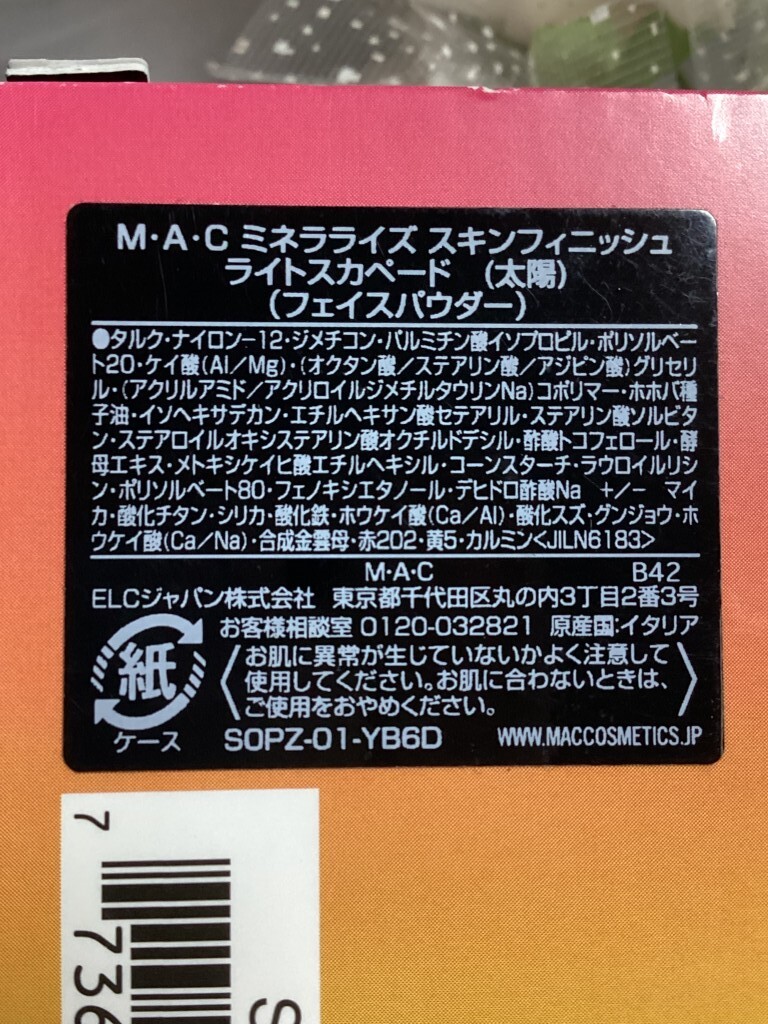 M・A・C ミネラライズ スキンフィニッシュ
ライトスカペード （太陽）
（フェイスパウダー）
●タルク・ナイロン-12・ジメチコン・パルミチン酸イソプロピル・ポリソルベー
ト20・ケイ酸(Al/Mg)・(オクタン酸/ステアリン酸/アジピン酸)グリセリ
ル・(アクリルアミド/アクリロイルジメチルタウリンNa)コポリマー・ホホバ種
子油・イソヘキサデカン・エチルヘキサン酸セテアリル・ステアリン酸ソルビタ
ン・ステアロイルオキシステアリン酸オクチルドデシル・酢酸トコフェロール・酵
母エキス・メトキシケイヒ酸エチルヘキシル・コーンスターチ・ラウロイルリシ
ン・ポリソルベート80・フェノキシエタノール・デヒドロ酢酸Na +/- マイ
カ・酸化チタン・シリカ・酸化鉄・ホウケイ酸(Ca/Al)・酸化スズ・グンジョウ・ホ
ウケイ酸(Ca/Na)・合成金雲母・赤202・黄5・カルミン<JILN6183>
M・A・C B42
ELCジャパン株式会社 東京都千代田区丸の内3丁目2番3号
お客様相談室 0120-032821 原産国:イタリア
お肌に異常が生じていないかよく注意して
使用してください。お肌に合わないときは、
ご使用をおやめください。
紙
ケース SOPZ-01-YB6D WWW.MACCOSMETICS.JP
7
736
S